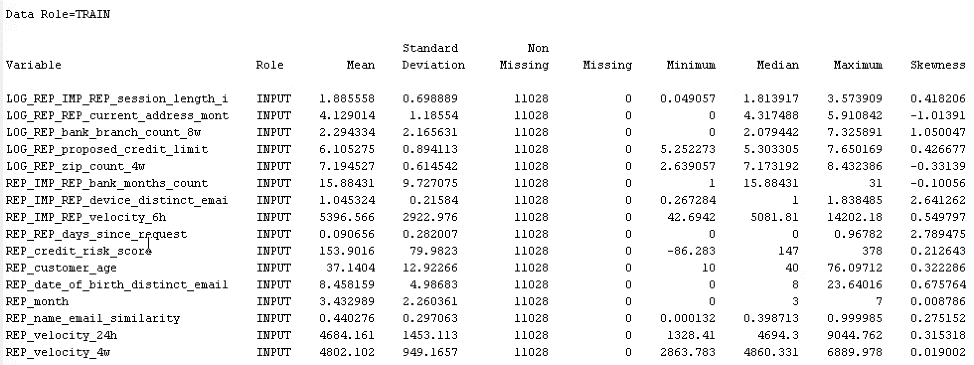 Data Role=TRAIN
Standard Non
Variable Role Mean Deviation Missing Missing Minimum Median Maximum Skewness
LOG_REP_IMP_REP_session_length_i INPUT 1.885558 0.698889 11028 0 0.049057 1.813917 3.573909 0.418206
LOG_REP_current_address_mont INPUT 4.129014 1.18554 11028 0 0 4.317488 5.910842 -1.01391
LOG_REP_bank_branch_count_8w INPUT 2.294334 2.165631 11028 0 0 2.079442 7.325891 1.050047
LOG_REP_proposed_credit_limit INPUT 6.105275 0.894113 11028 0 5.252273 5.303305 7.650169 0.426677
LOG_REP_zip_count_4w INPUT 7.194527 0.614542 11028 0 2.639057 7.173192 8.432386 -0.33139
REP_IMP_REP_bank_months_count INPUT 15.88431 9.727075 11028 0 1 15.88431 31 -0.10056
REP_IMP_REP_device_distinct_emai INPUT 1.045324 0.21584 11028 0 0.267284 1 1.838485 2.641262
REP_IMP_REP_velocity_6h INPUT 5396.566 2922.976 11028 0 42.6942 5081.81 14202.18 0.549797
REP_REP_days_since_request INPUT 0.090656 0.282007 11028 0 0 0 0.96782 2.789475
REP_credit_risk_score INPUT 153.9016 79.9823 11028 0 -86.283 147 378 0.212643
REP_customer_age INPUT 37.1404 12.92266 11028 0 10 40 76.09712 0.322286
REP_date_of_birth_distinct_email INPUT 8.458159 4.98683 11028 0 0 8 23.64016 0.675764
REP_month INPUT 3.432989 2.260361 11028 0 0 3 7 0.008786
REP_name_email_similarity INPUT 0.440276 0.297063 11028 0 0.000132 0.398713 0.999985 0.275152
REP_velocity_24h INPUT 4684.161 1453.113 11028 0 1328.41 4694.3 9044.762 0.315318
REP_velocity_4w INPUT 4802.102 949.1657 11028 0 2863.783 4860.331 6889.978 0.019002